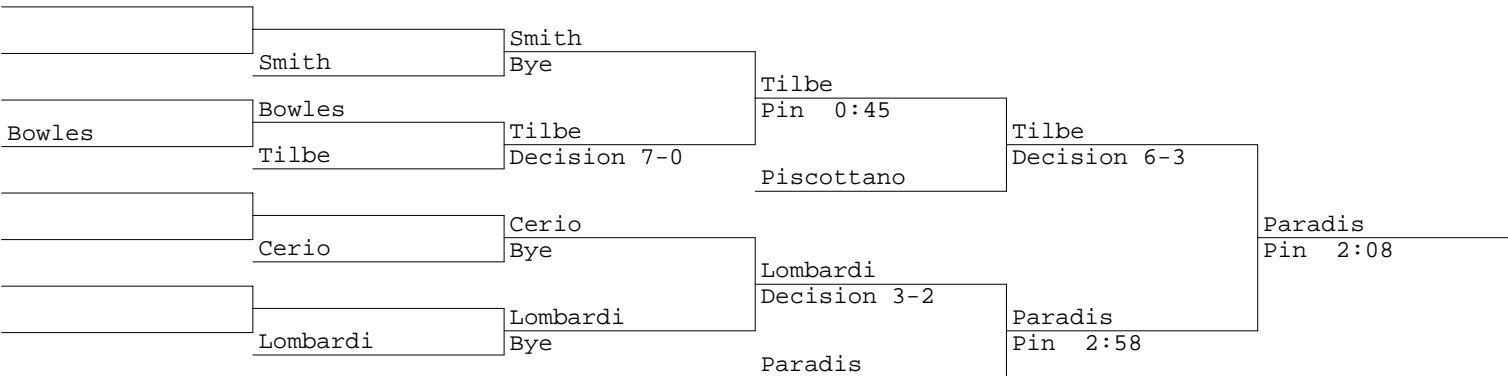 Smith
Smith
Bye
Tilbe
Bowles
Pin 0:45
Bowles
Tilbe
Tilbe
Tilbe
Decision 7-0
Decision 6-3
Piscottano
Cerio
Paradis
Cerio
Bye
Pin 2:08
Lombardi
Decision 3-2
Lombardi
Paradis
Lombardi
Bye
Pin 2:58
Paradis